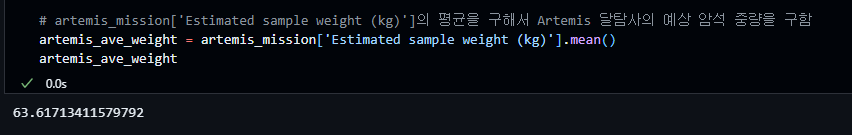 # artemis_mission['Estimated sample weight (kg)']의 평균을 구해서 Artemis 달탐사의 예상 암석 중량을 구함
artemis_ave_weight = artemis_mission['Estimated sample weight (kg)'].mean()
artemis_ave_weight
✓ 0.0s
63.61713411579792